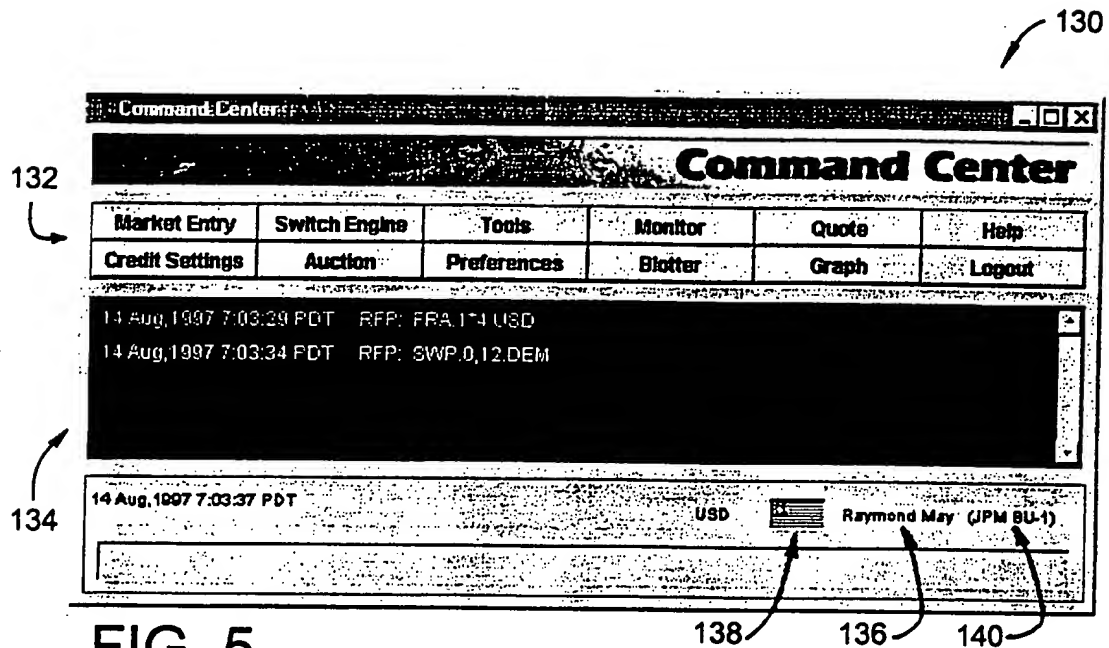 130
Command Center
Command Center
132
Market Entry Switch Engine Tools Monitor Quote Help
Credit Settings Auction Preferences Blotter Graph Logout
14 Aug,1997 7:03:29 PDT RFP: FRA.1*4.USD
14 Aug,1997 7:03:34 PDT RFP: SWP.0,12.DEM
134
14 Aug,1997 7:03:37 PDT
USD Raymond May (JPM BU-1)
138 136 140
FIG. 5